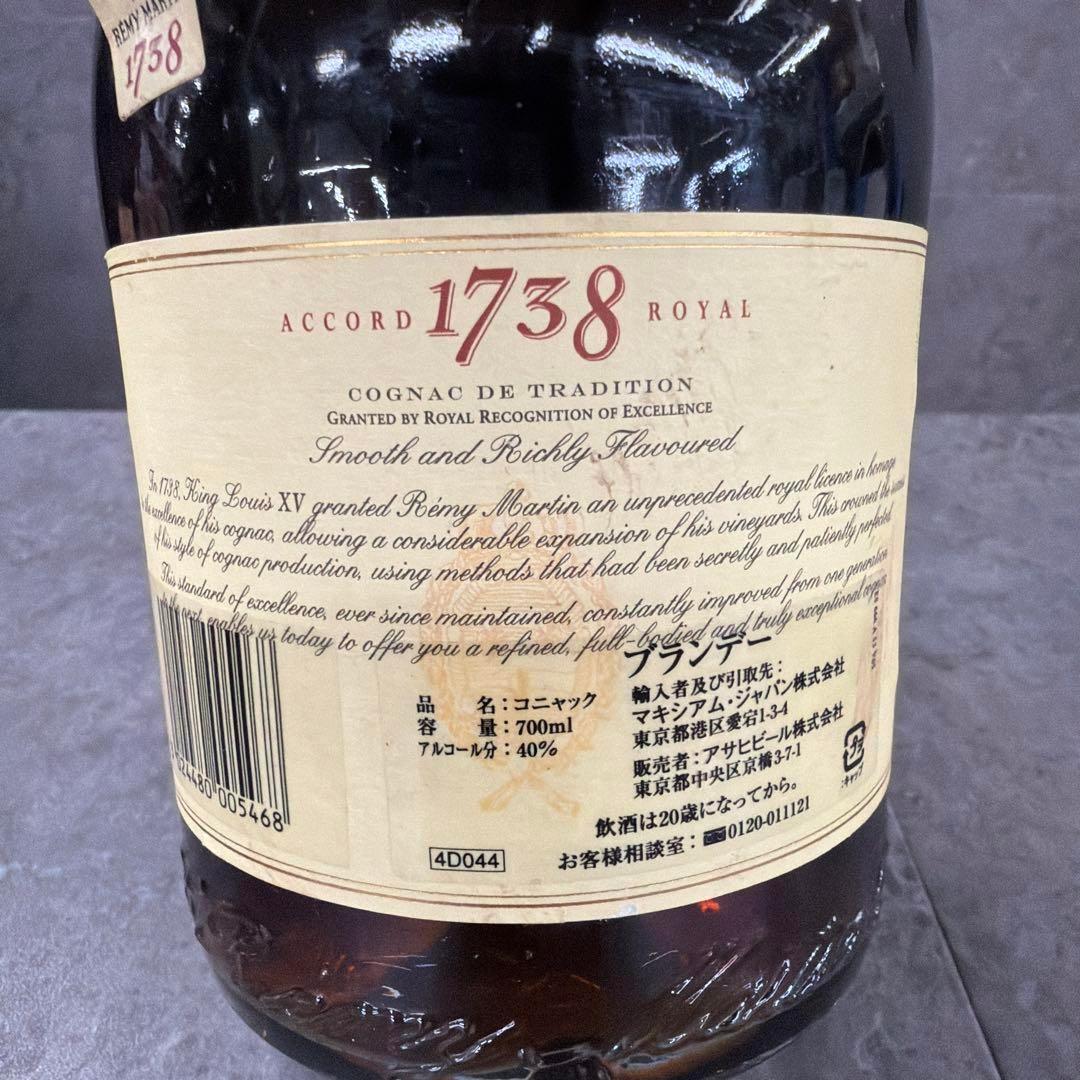 RÉMY MARTIN
1738
ACCORD 1738 ROYAL
COGNAC DE TRADITION
GRANTED BY ROYAL RECOGNITION OF EXCELLENCE
Smooth and Richly Flavoured
In 1738, King Louis XV granted Rémy Martin an unprecedented royal licence in homage
to the excellence of his cognac, allowing a considerable expansion of his vineyards. This crowned the success
of his style of cognac production, using methods that had been secretly and patiently perfected.
This standard of excellence, ever since maintained, constantly improved from one generation
to the next, enables us today to offer you a refined, full-bodied and truly exceptional cognac.
ブランデー
品名:コニャック
容量:700ml
アルコール分:40%
輸入者及び引取先:
マキシアム・ジャパン株式会社
東京都港区愛宕1-3-4
販売者:アサヒビール株式会社
東京都中央区京橋3-7-1
飲酒は20歳になってから。
お客様相談室:0120-011121
キャップ
24480 005468
4D044